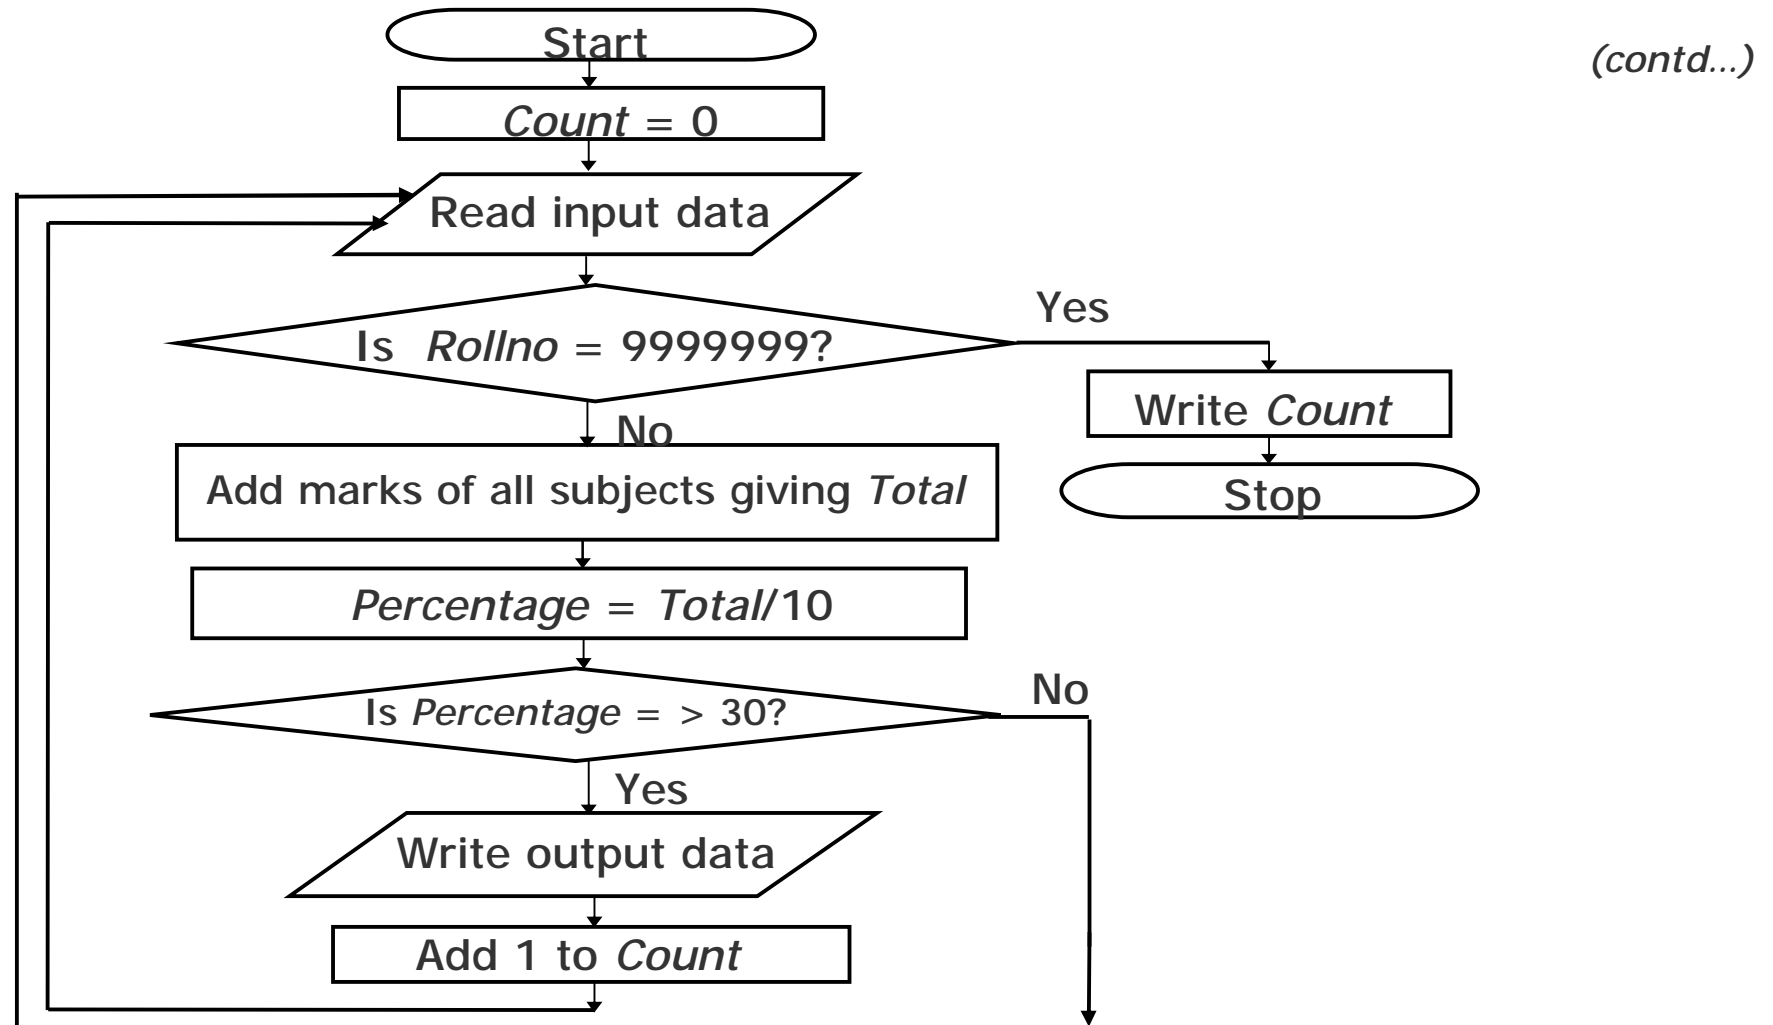 Start
(contd...)
Count = 0
Read input data
Yes
Is Rollno = 9999999?
Write Count
No
Add marks of all subjects giving Total
Stop
Percentage = Total/10
No
Is Percentage = > 30?
Yes
Write output data
Add 1 to Count